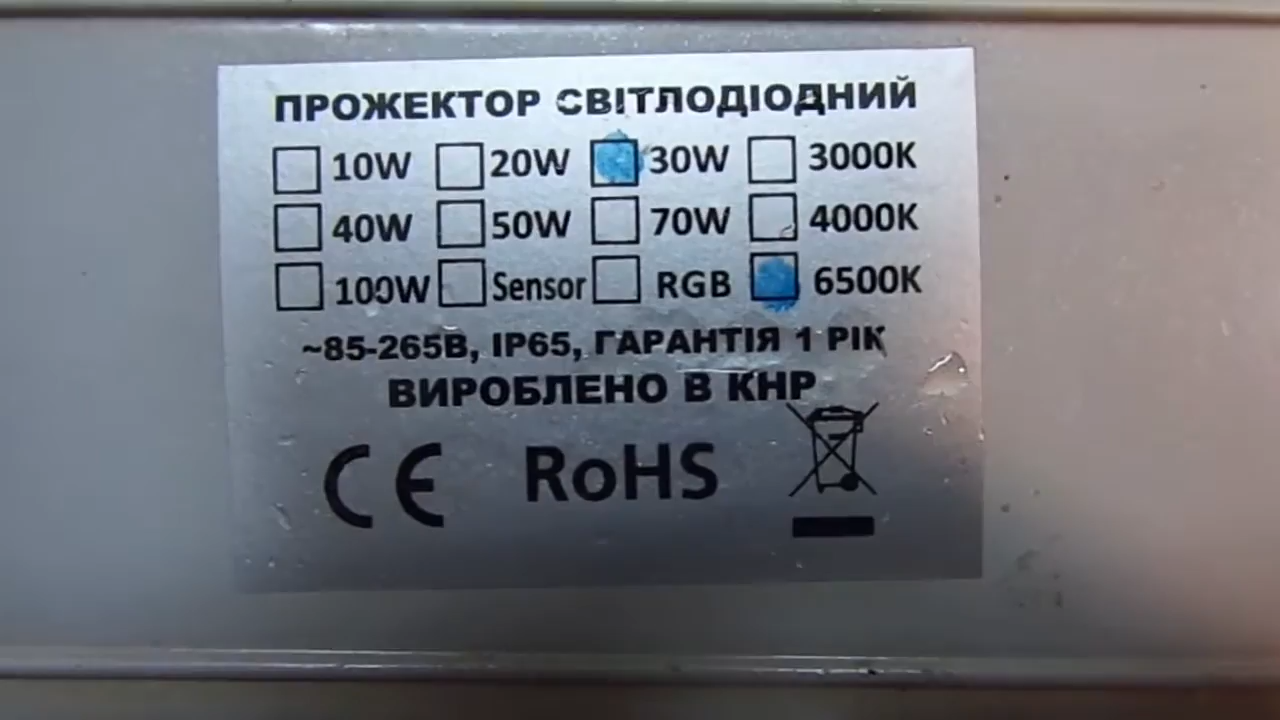 ПРОЖЕКТОР СВІТЛОДІОДНИЙ
10W 20W 30W 3000K
40W 50W 70W 4000K
100W Sensor RGB 6500K
~85-265В, IP65, ГАРАНТІЯ 1 РІК
ВИРОБЛЕНО В КНР
CE RoHS